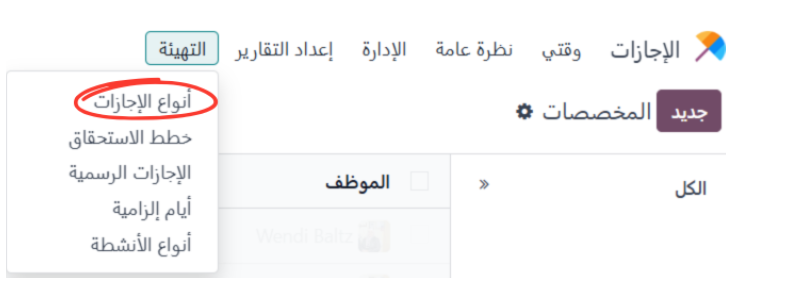 الإجازات وقتي نظرة عامة الإدارة إعداد التقارير التهيئة
جديد المخصصات
أنواع الإجازات
خطط الاستحقاق
الإجازات الرسمية
أيام إلزامية
أنواع الأنشطة
الكل »
الموظف
Wendi Baltz